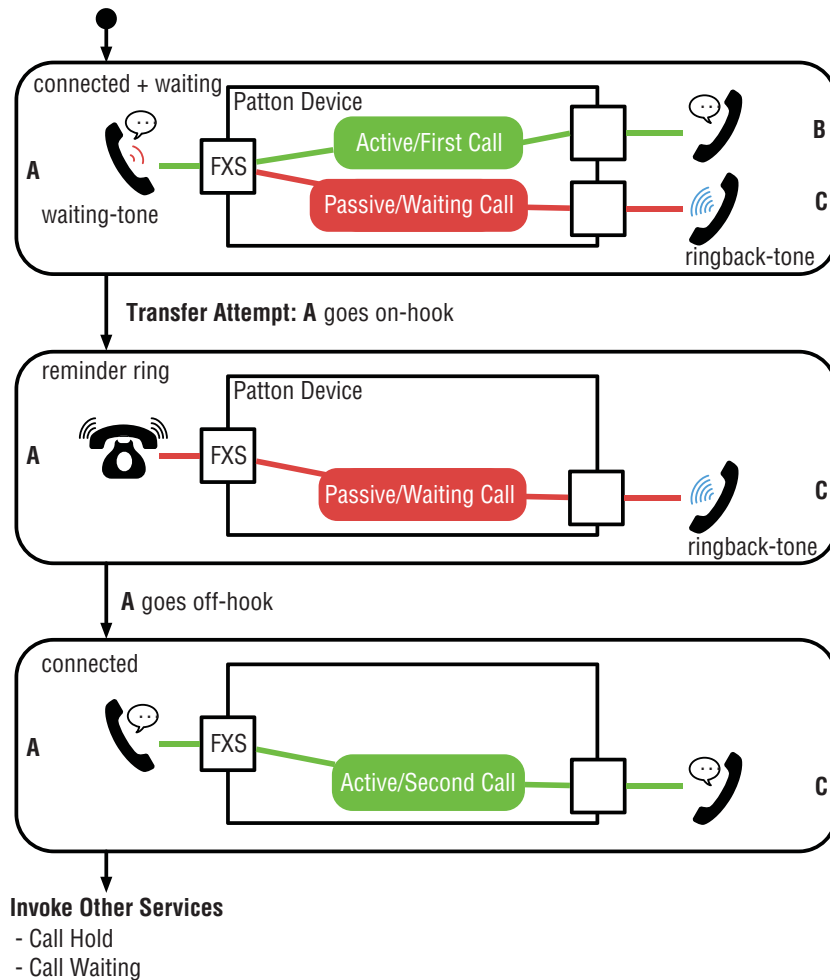 connected + waiting
Patton Device
Active/First Call
B
A
FXS
Passive/Waiting Call
C
waiting-tone
ringback-tone
Transfer Attempt: A goes on-hook
reminder ring
Patton Device
A
FXS
Passive/Waiting Call
C
ringback-tone
A goes off-hook
connected
A
FXS
Active/Second Call
C
Invoke Other Services
- Call Hold
- Call Waiting